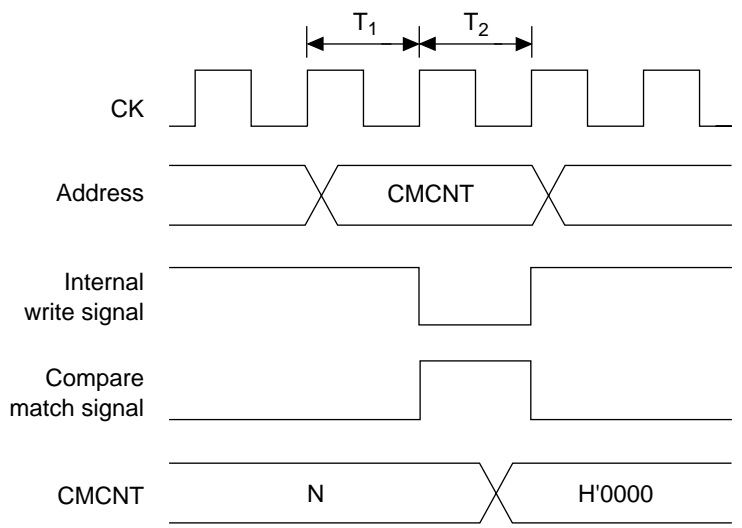 T1 T2
CK
Address CMCNT
Internal
write signal
Compare
match signal
CMCNT N H'0000